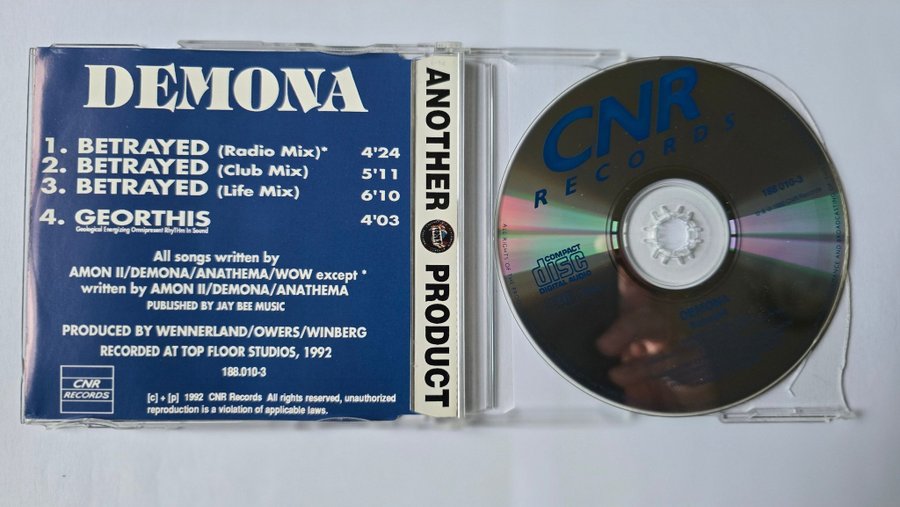 DEMONA
1. BETRAYED (Radio Mix)* 4'24
2. BETRAYED (Club Mix) 5'11
3. BETRAYED (Life Mix) 6'10
4. GEORTHIS 4'03
Geological Energizing Omnipresent RhyTHm In Sound
All songs written by
AMON II/DEMONA/ANATHEMA/WOW except *
written by AMON II/DEMONA/ANATHEMA
PUBLISHED BY JAY BEE MUSIC
PRODUCED BY WENNERLAND/OWERS/WINBERG
RECORDED AT TOP FLOOR STUDIOS, 1992
188.010-3
CNR
RECORDS
[c] + [p] 1992 CNR Records All rights reserved, unauthorized
reproduction is a violation of applicable laws.
ANOTHER PRODUCT
CNR
RECORDS
188 010-3
COMPACT
disc
DIGITAL AUDIO
DEMONA
ALL RIGHTS OF THE